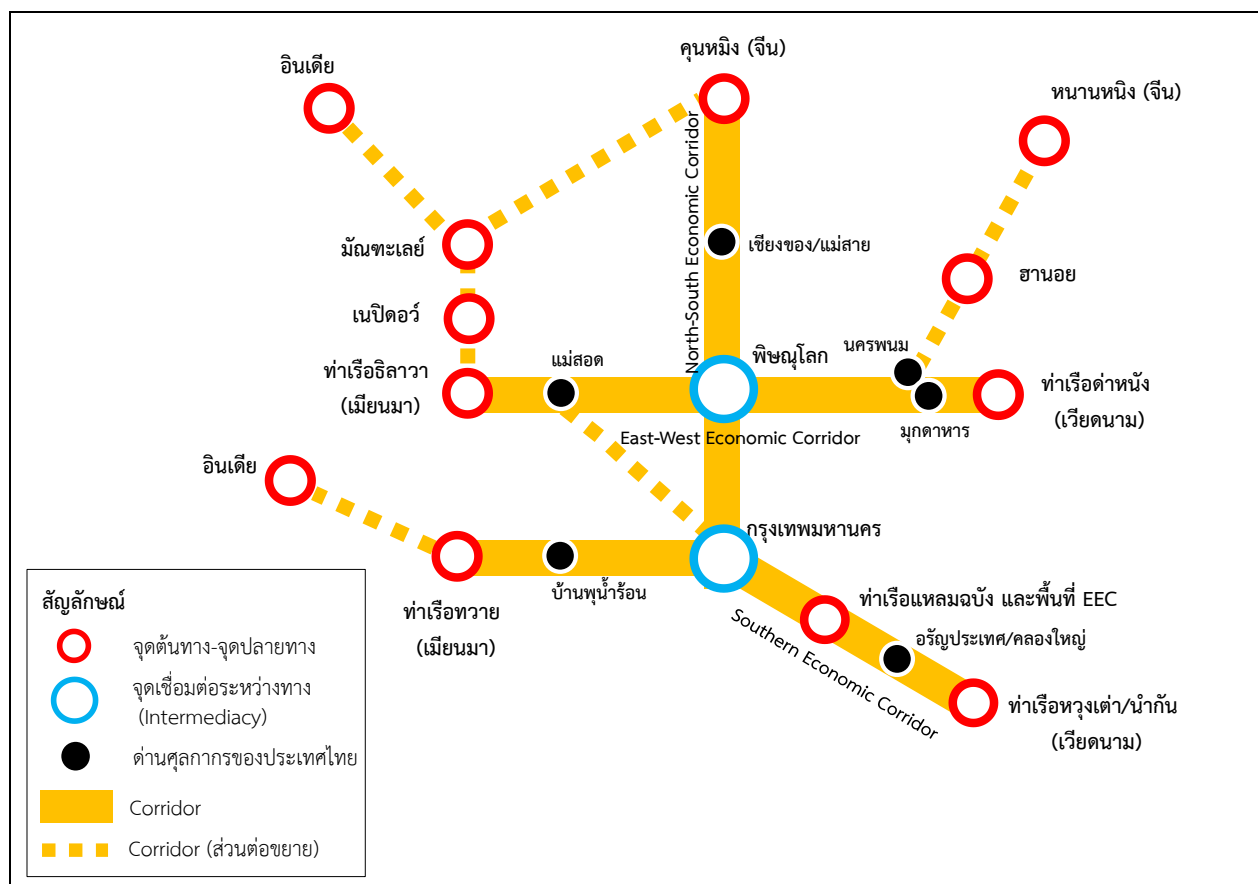 คุนหมิง (จีน)
อินเดีย
หนานหนิง (จีน)
North-South Economic Corridor
มัณฑะเลย์
เชียงของ/แม่สาย
ฮานอย
เนปิดอว์
นครพนม
พิษณุโลก
แม่สอด
ท่าเรือธิลาวา
(เมียนมา)
ท่าเรือด่าหนัง
(เวียดนาม)
มุกดาหาร
East-West Economic Corridor
อินเดีย
กรุงเทพมหานคร
บ้านพุน้ำร้อน
ท่าเรือทวาย
(เมียนมา)
ท่าเรือแหลมฉบัง และพื้นที่ EEC
อรัญประเทศ/คลองใหญ่
Southern Economic Corridor
ท่าเรือหวุงเต่า/นำกัน
(เวียดนาม)
สัญลักษณ์
จุดต้นทาง-จุดปลายทาง
จุดเชื่อมต่อระหว่างทาง
(Intermediacy)
ด่านศุลกากรของประเทศไทย
Corridor
Corridor (ส่วนต่อขยาย)